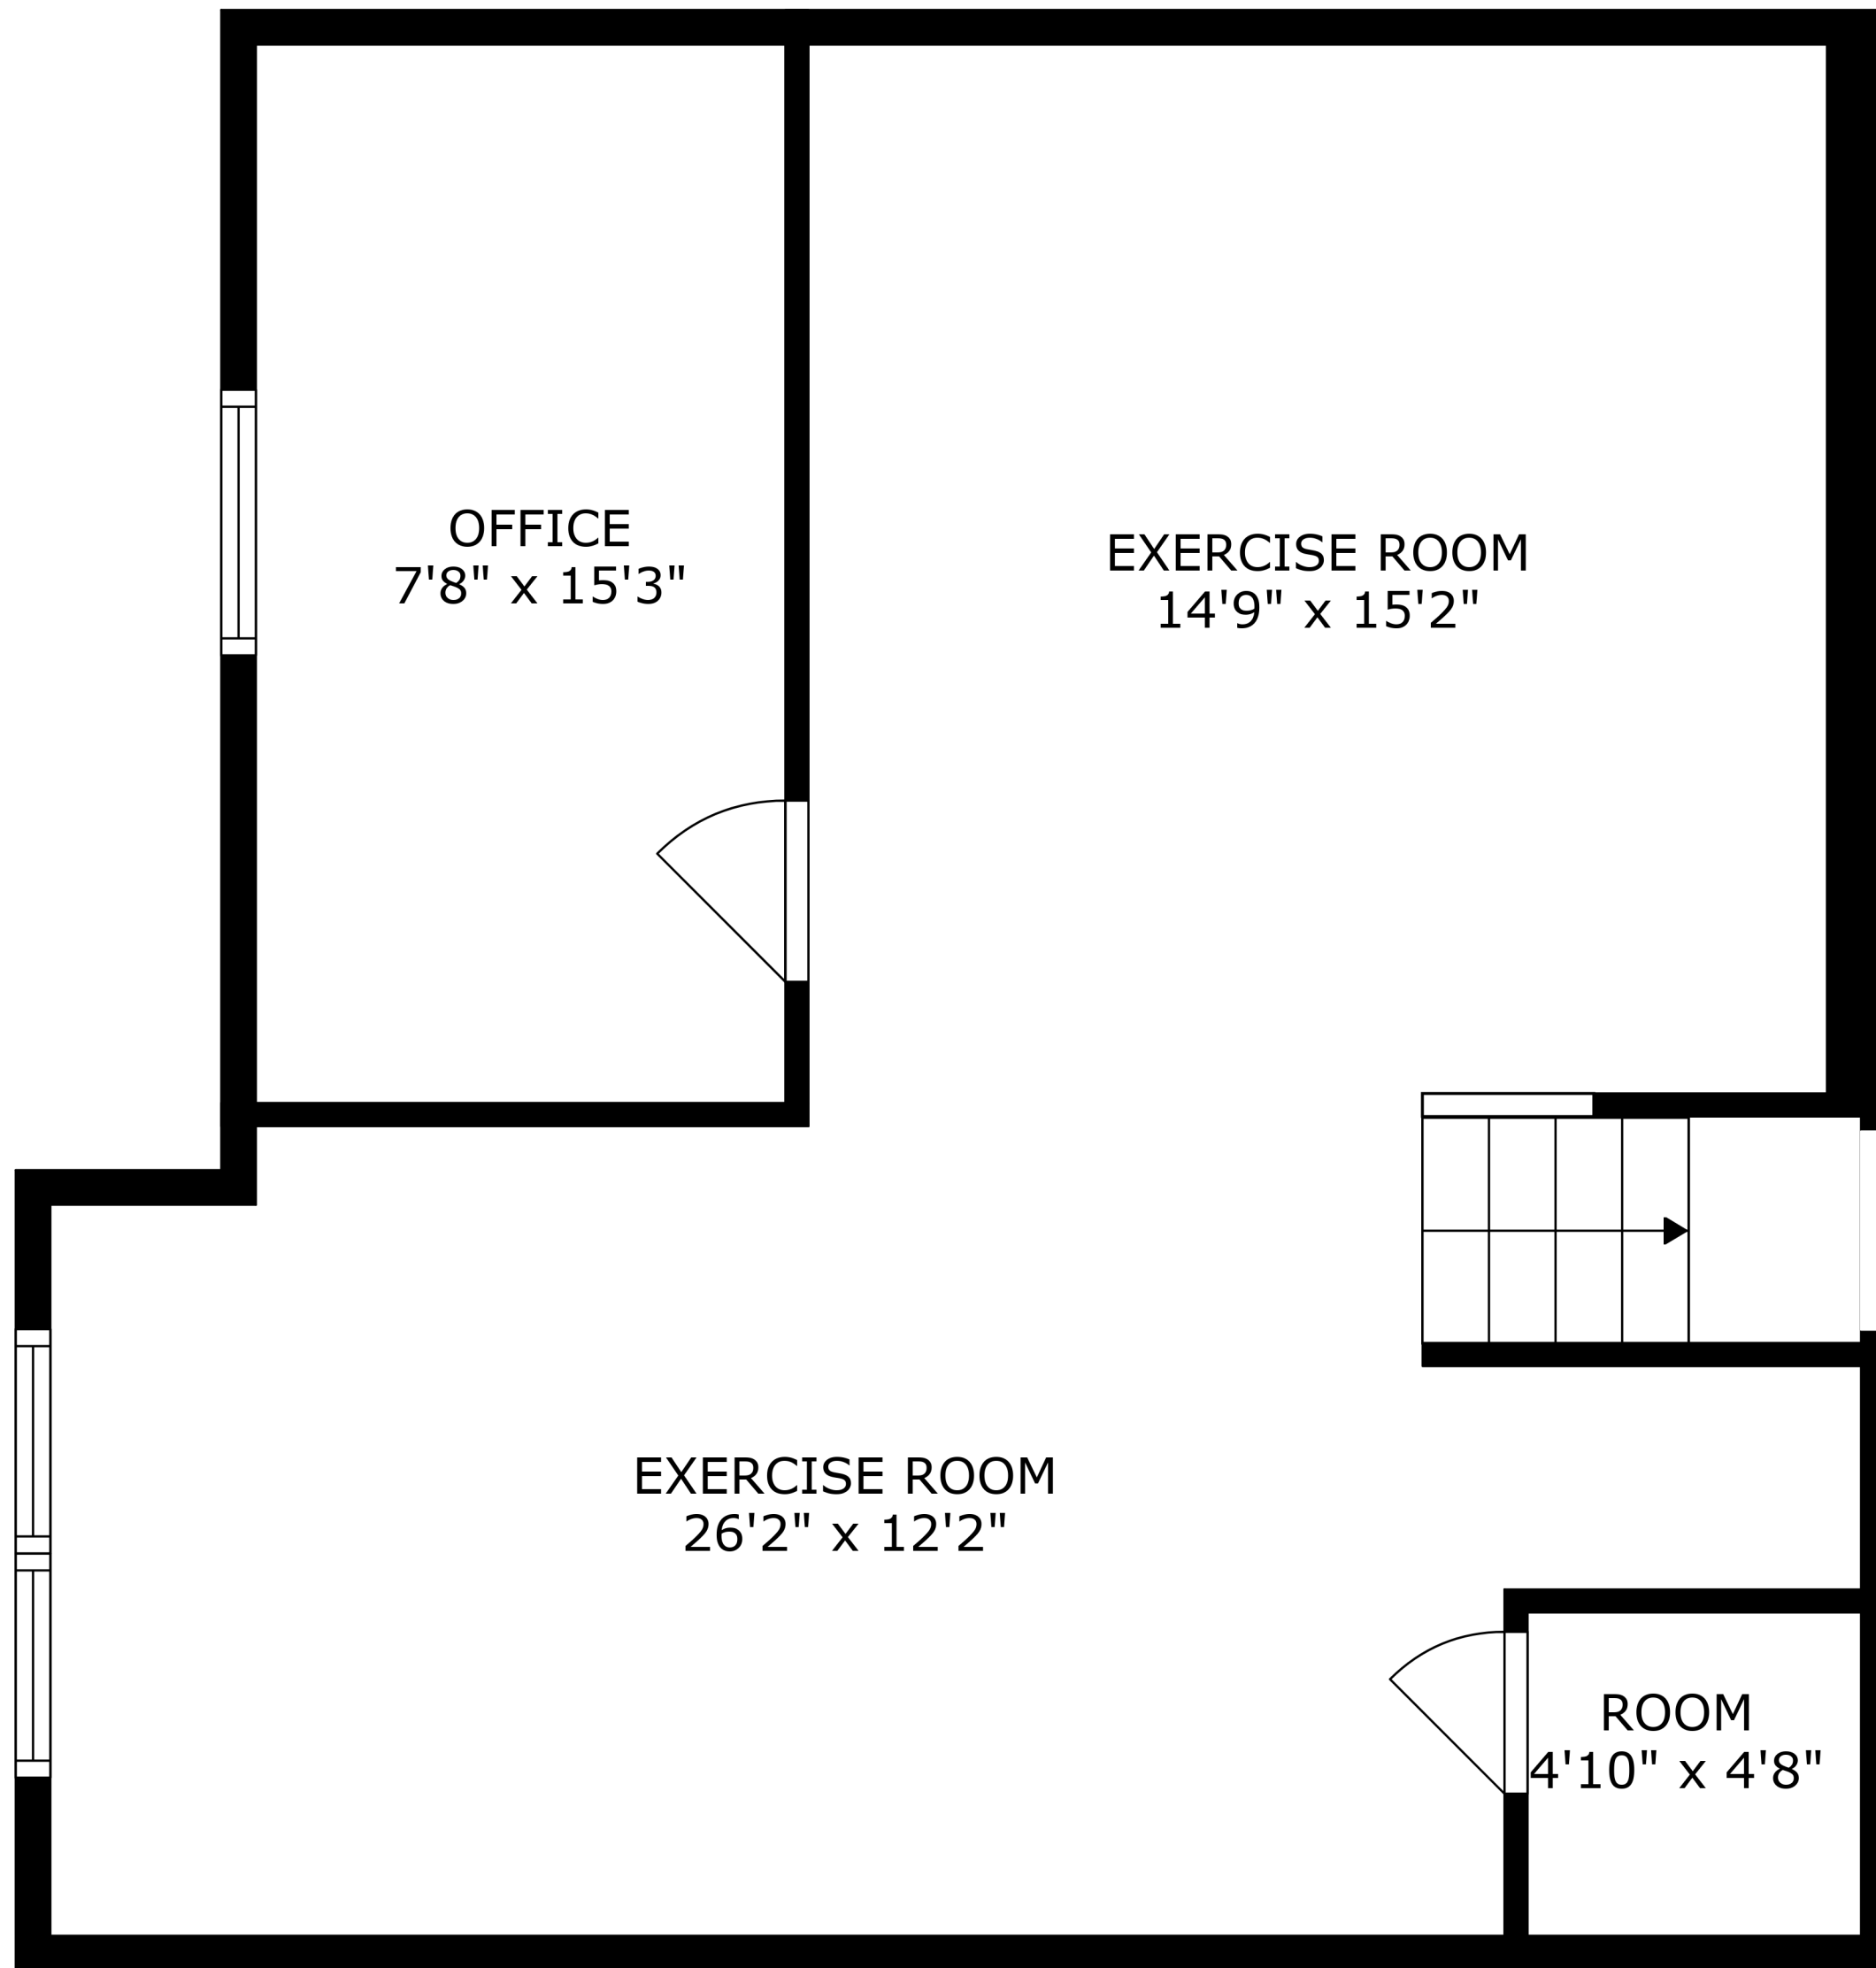 OFFICE
7'8" x 15'3"
EXERCISE ROOM
14'9" x 15'2"
EXERCISE ROOM
26'2" x 12'2"
ROOM
4'10" x 4'8"